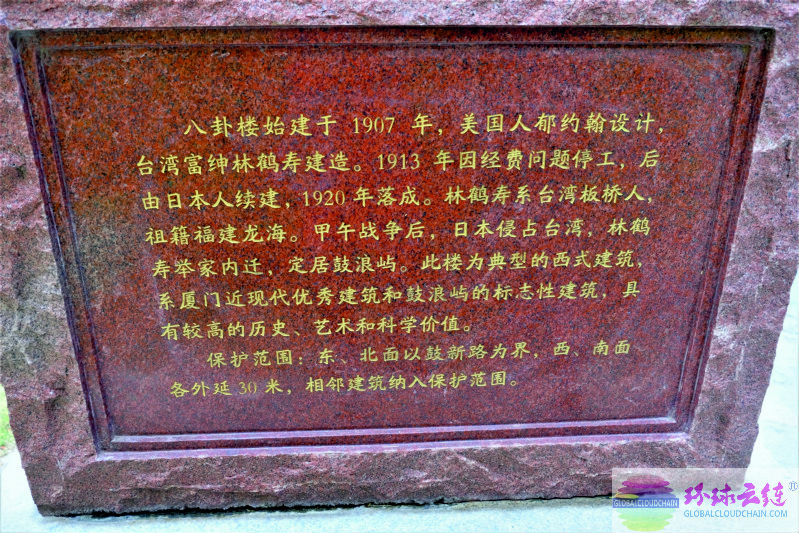 八卦楼始建于 1907 年，美国人郁约翰设计，
台湾富绅林鹤寿建造。1913 年因经费问题停工，后
由日本人续建，1920 年落成。林鹤寿系台湾板桥人，
祖籍福建龙海。甲午战争后，日本侵占台湾，林鹤
寿举家内迁，定居鼓浪屿。此楼为典型的西式建筑，
系厦门近现代优秀建筑和鼓浪屿的标志性建筑，具
有较高的历史、艺术和科学价值。
保护范围：东、北面以鼓新路为界，西、南面
各外延 30 米，相邻建筑纳入保护范围。
环球云链®
GLOBALCLOUDCHAIN
GLOBALCLOUDCHAIN.COM